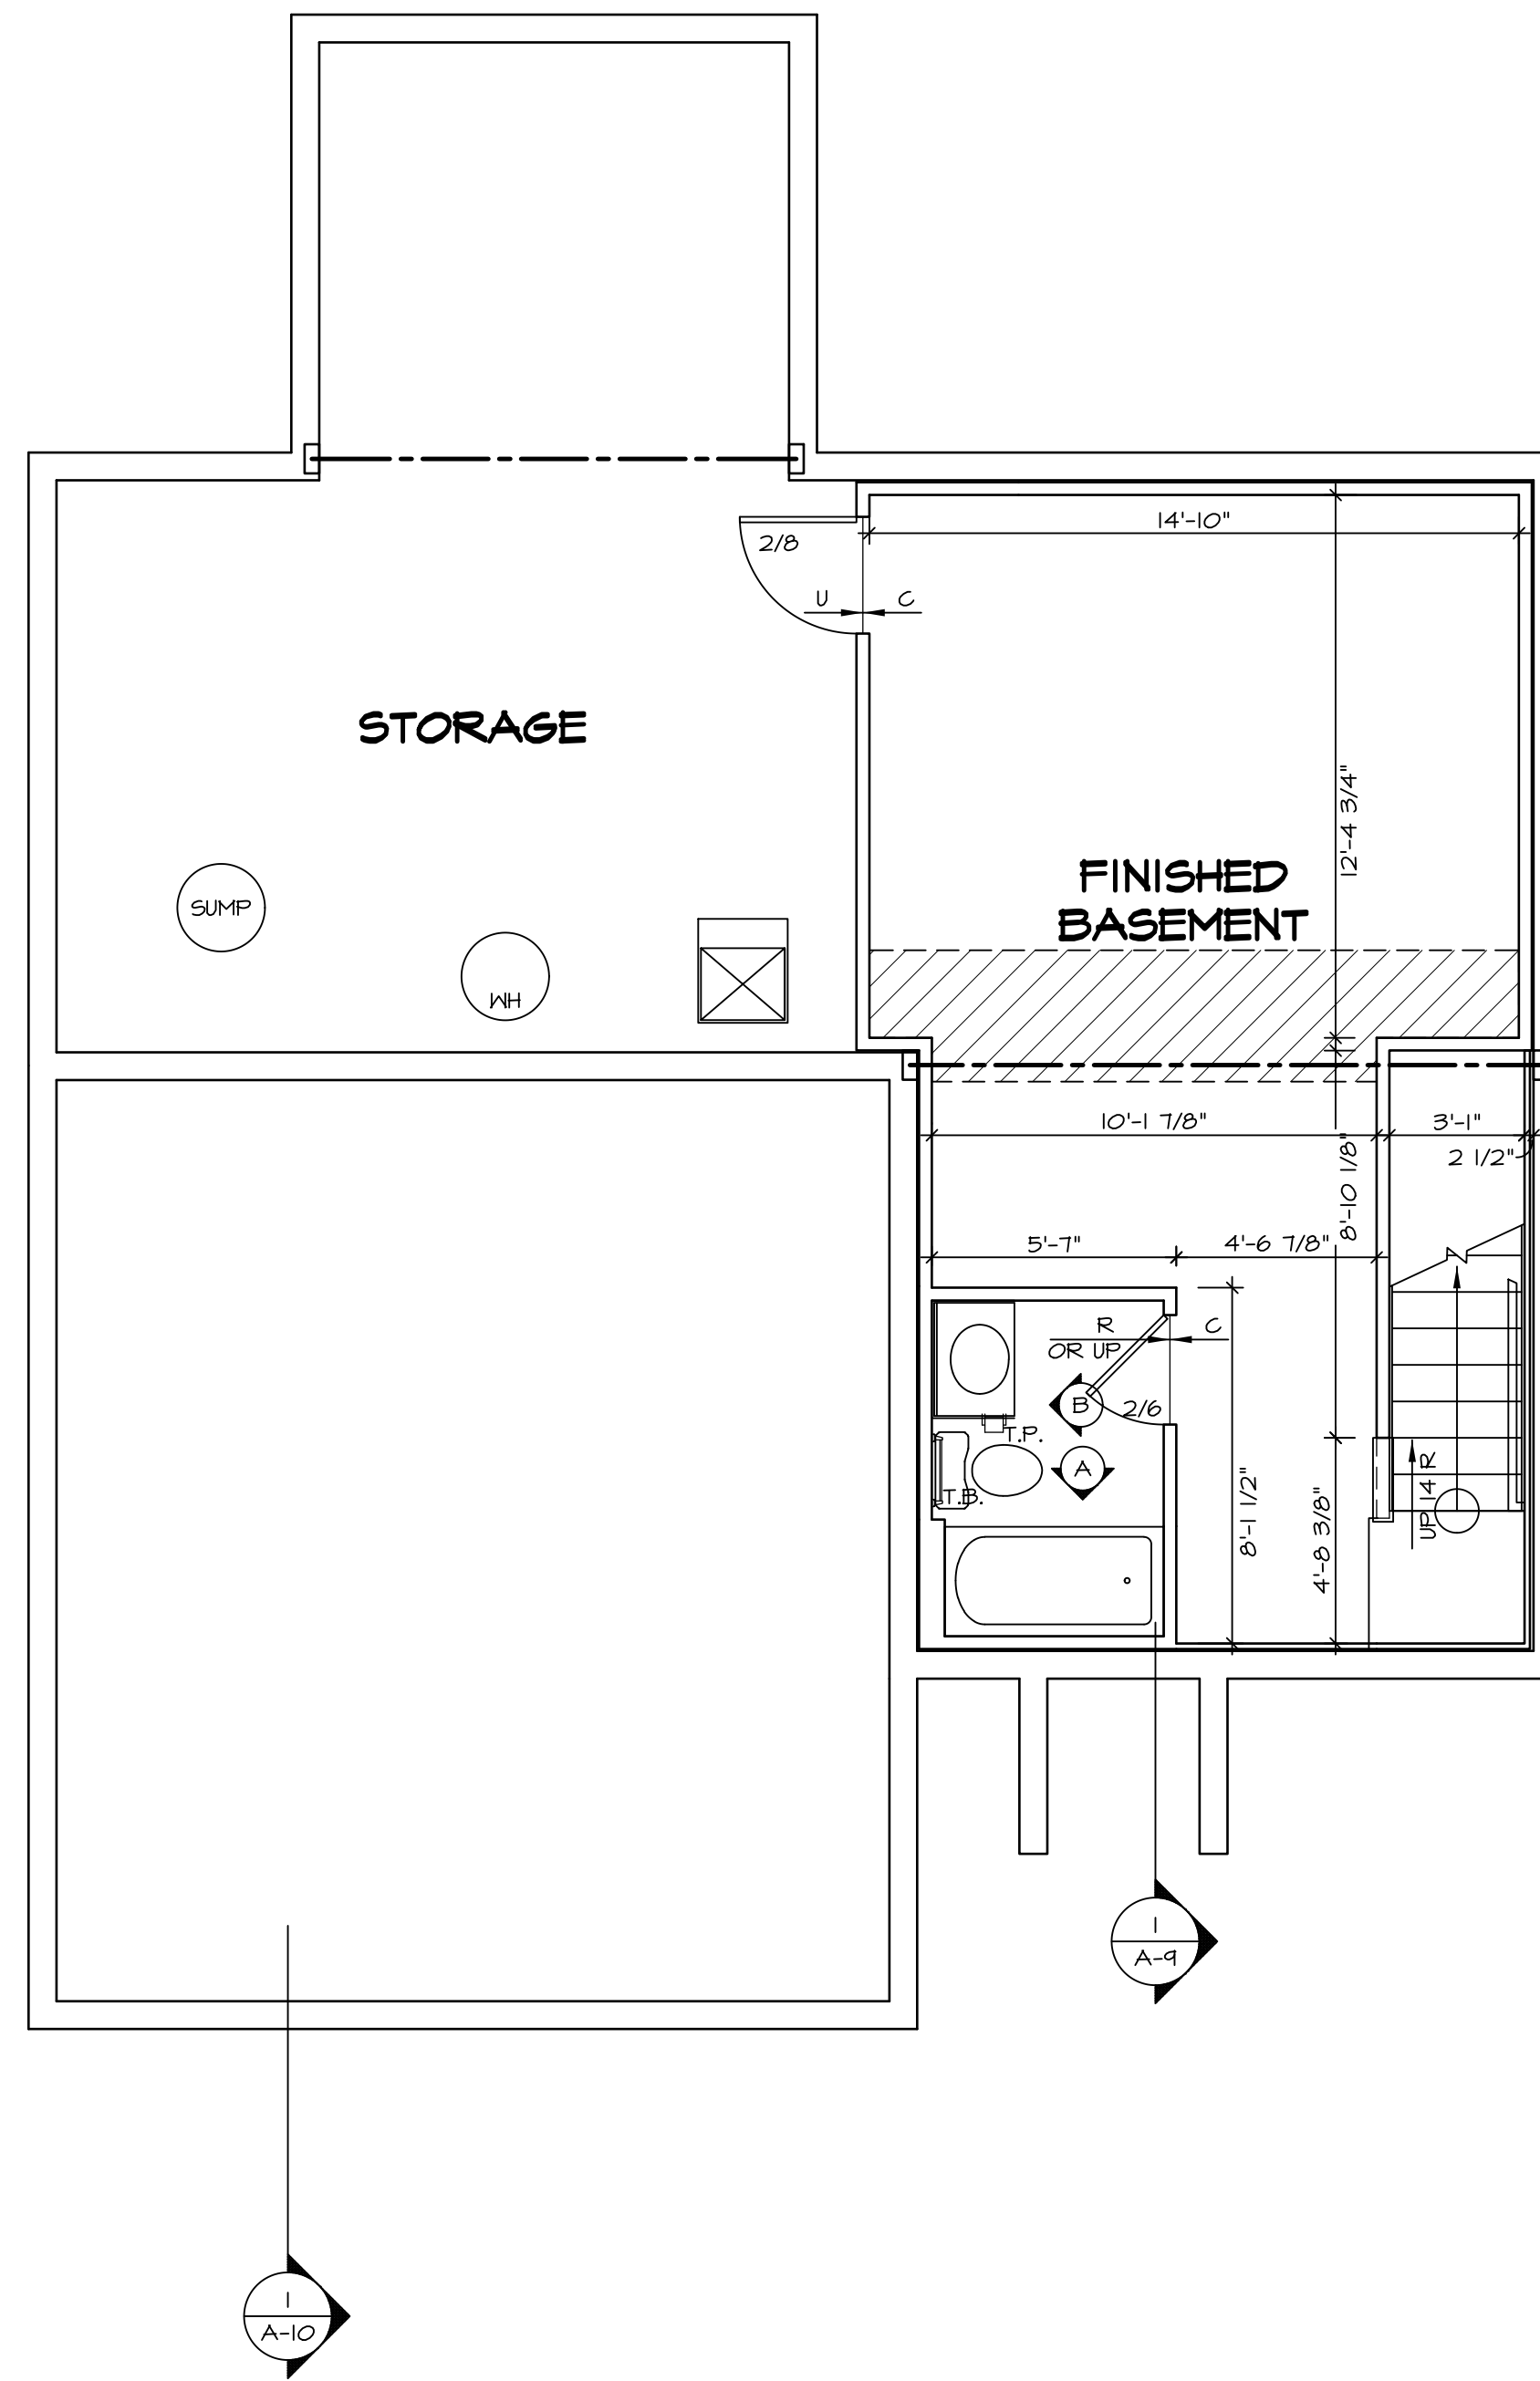 14'-10"
2/8
U
C
STORAGE
12'-4 3/4"
FINISHED
BASEMENT
SUMP
WH
10'-1 7/8"
3'-1"
2 1/2"
8'-10 1/8"
5'-7"
4'-6 7/8"
R
OR UP
C
B
2/6
T.P.
A
T.B.
8'-1 1/2"
4'-8 3/8"
UP 14 R
1
A-9
1
A-10